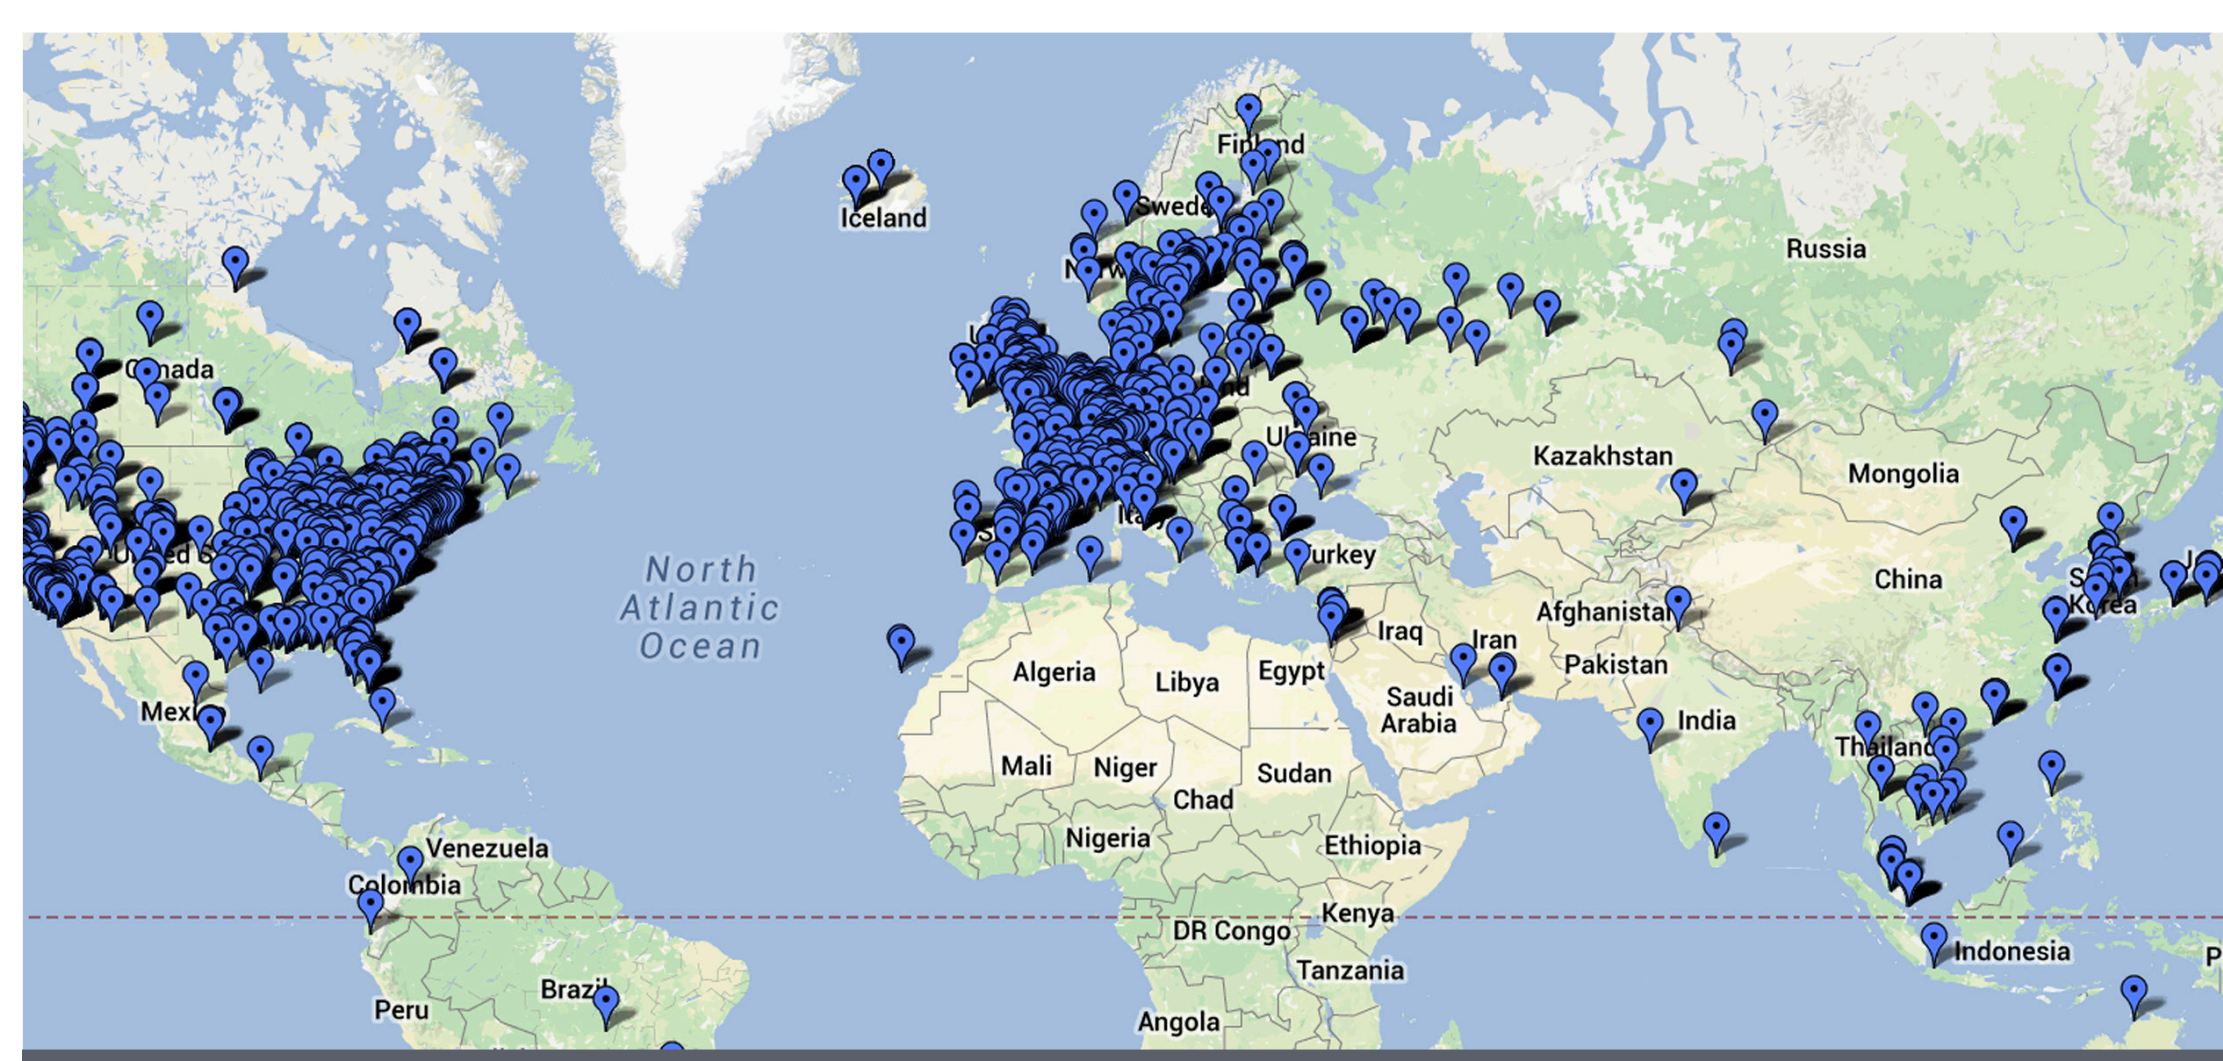 Finland
Iceland
Russia
Canada
Kazakhstan
Mongolia
North
Atlantic
Ocean
Turkey
China
Korea
Afghanistan
Iraq
Iran
Pakistan
Algeria
Libya
Egypt
Saudi
Arabia
India
Mexico
Thailand
Mali
Niger
Sudan
Chad
Nigeria
Ethiopia
Venezuela
Colombia
Kenya
DR Congo
Indonesia
Tanzania
Brazil
Peru
Angola